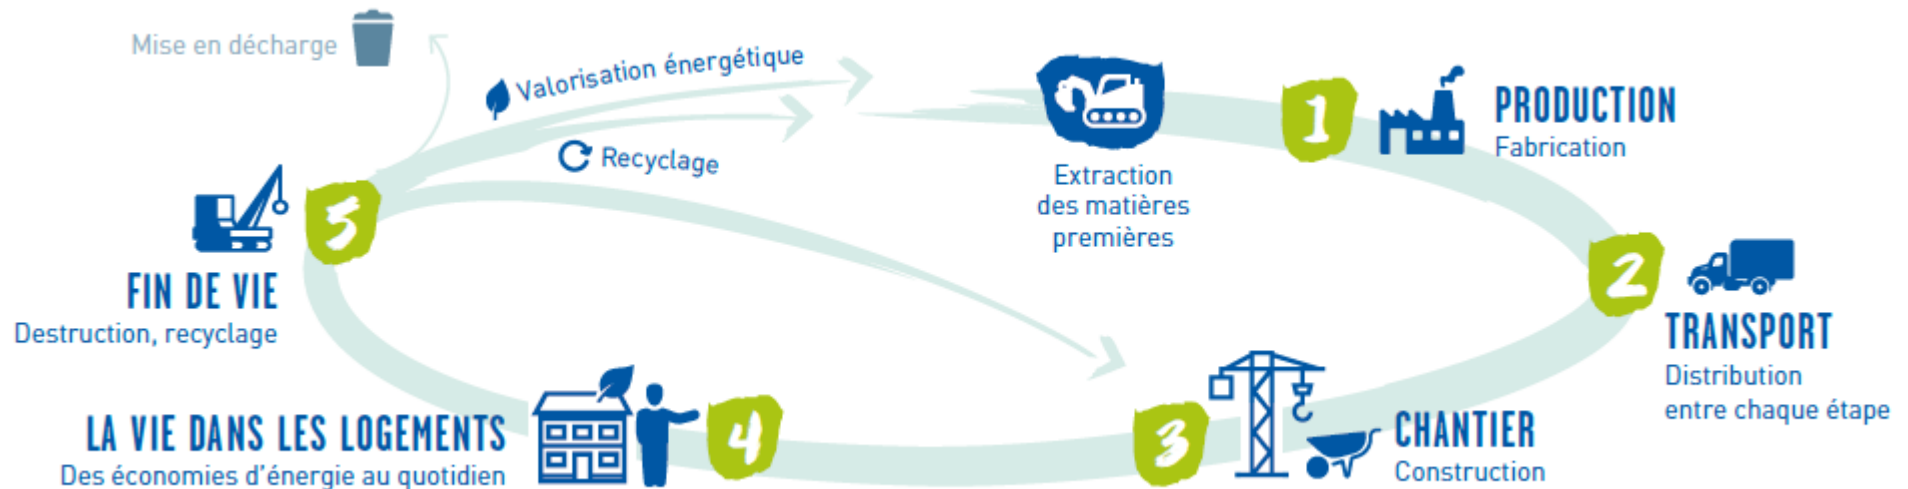 Mise en décharge
Valorisation énergétique
Recyclage
Extraction
des matières
premières
1
PRODUCTION
Fabrication
2
TRANSPORT
Distribution
entre chaque étape
3
CHANTIER
Construction
4
LA VIE DANS LES LOGEMENTS
Des économies d'énergie au quotidien
5
FIN DE VIE
Destruction, recyclage